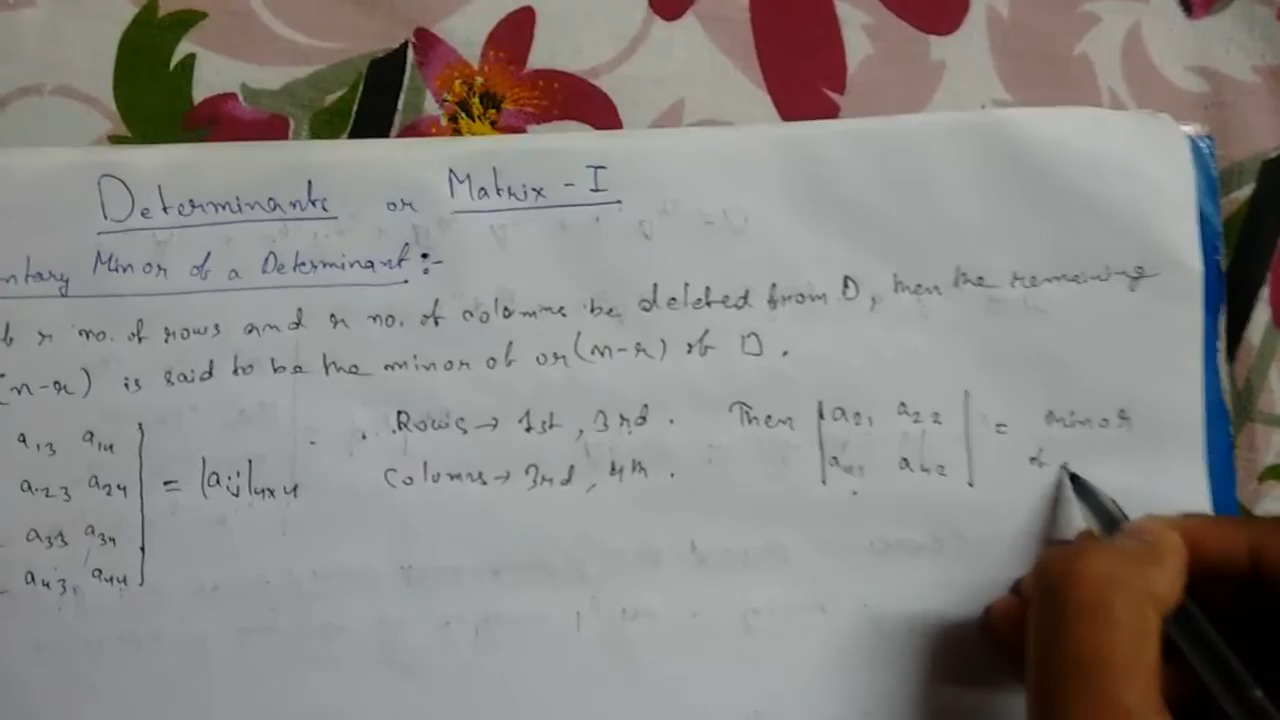 Determinants or Matrix - I
ntary Minor of a Determinant :-
r no. of rows and r no. of columns be deleted from D, then the remaining
(n-r) is said to be the minor of or (n-r) of D.
a13 a14
a23 a24 = |aij|4x4
a33 a34
a43 a44
Rows → 1st, 3rd.
Columns → 3rd, 4th.
Then |a21 a22| = minor
|a41 a42| of